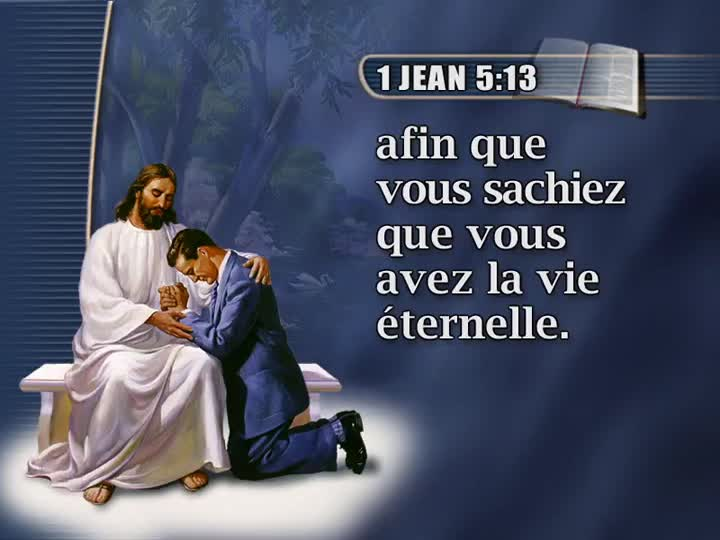 1 JEAN 5:13
afin que
vous sachiez
que vous
avez la vie
éternelle.